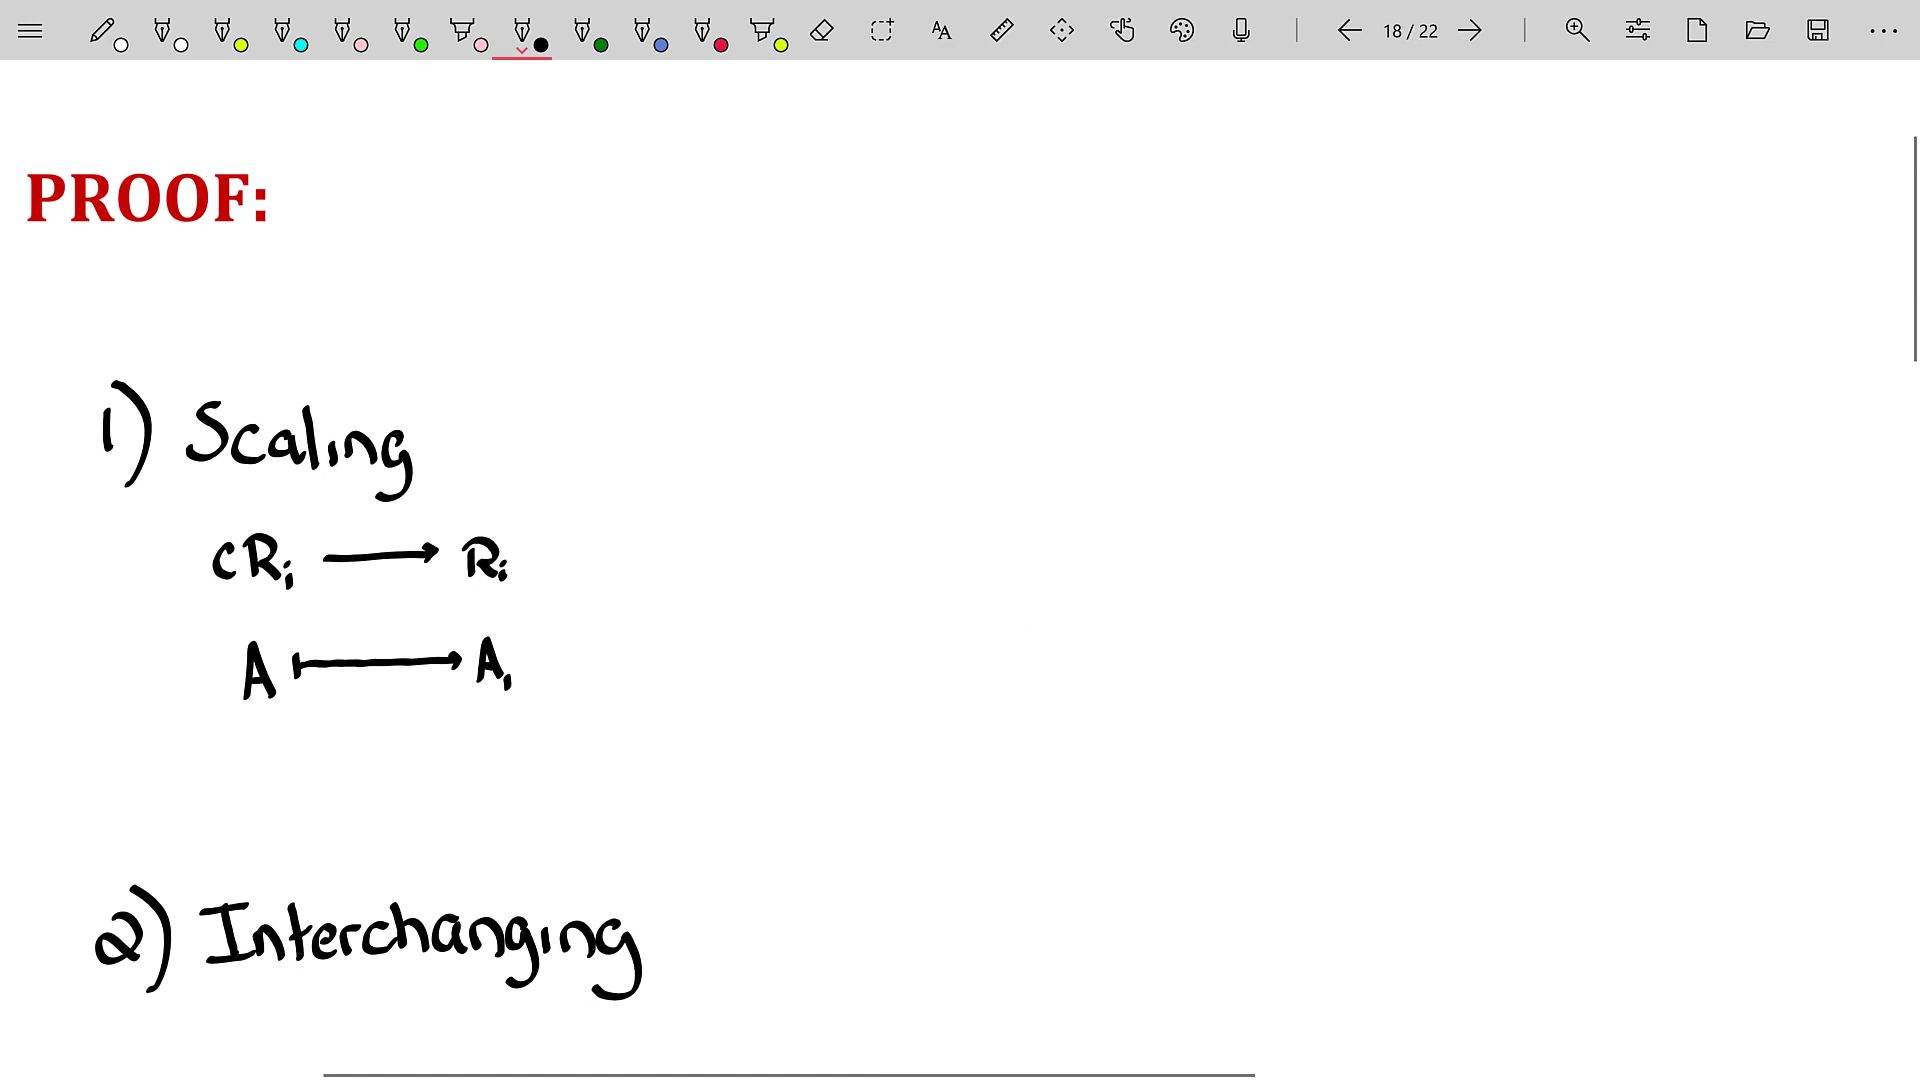 18 / 22
PROOF:
1) Scaling
cRᵢ ⟶ Rᵢ
A ⟼ A₁
2) Interchanging